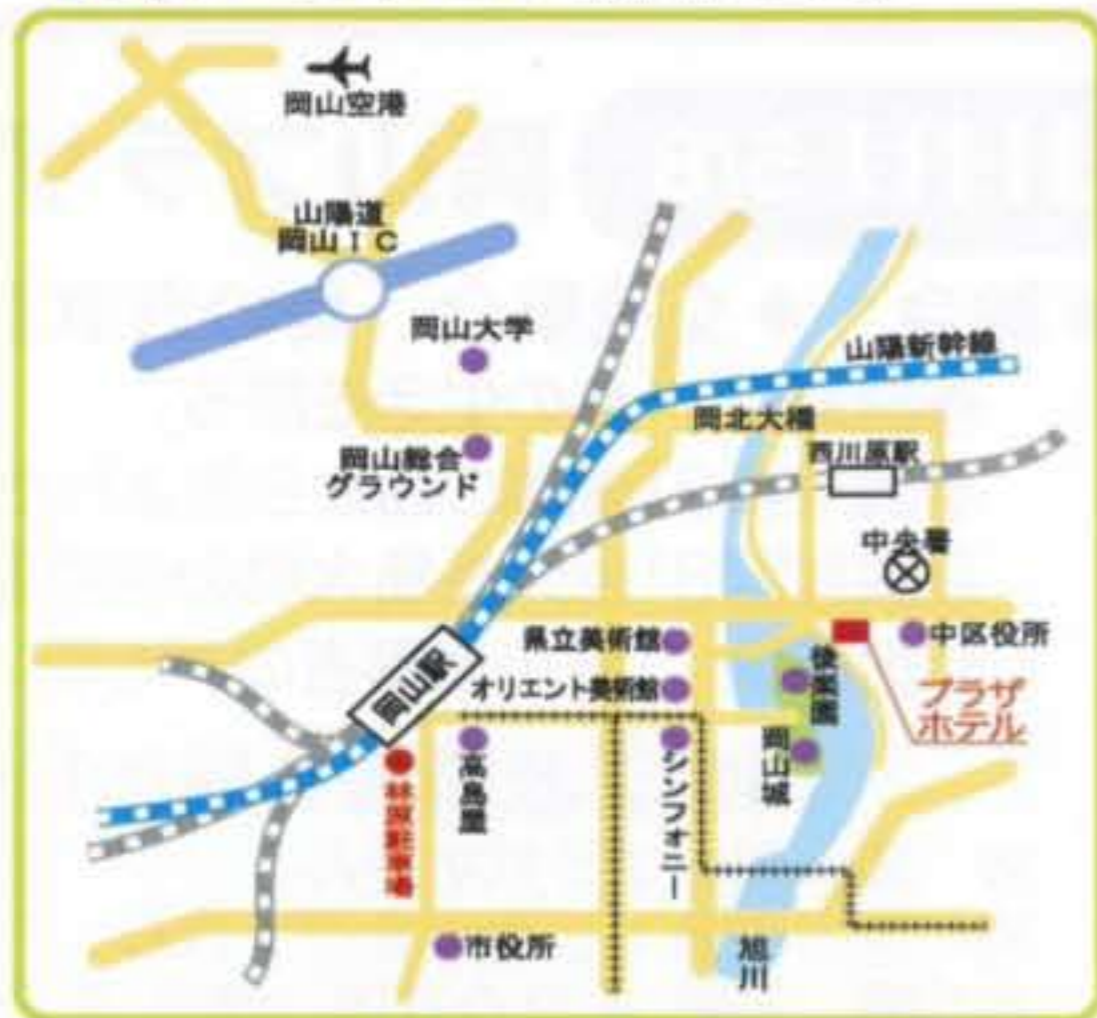 岡山空港
山陽道
岡山IC
岡山大学
山陽新幹線
岡北大橋
西川原駅
岡山総合
グラウンド
中央署
県立美術館
中区役所
後楽園
岡山駅
オリエント美術館
プラザ
ホテル
岡山城
高島屋
シンフォニー
林原駐車場
市役所
旭川